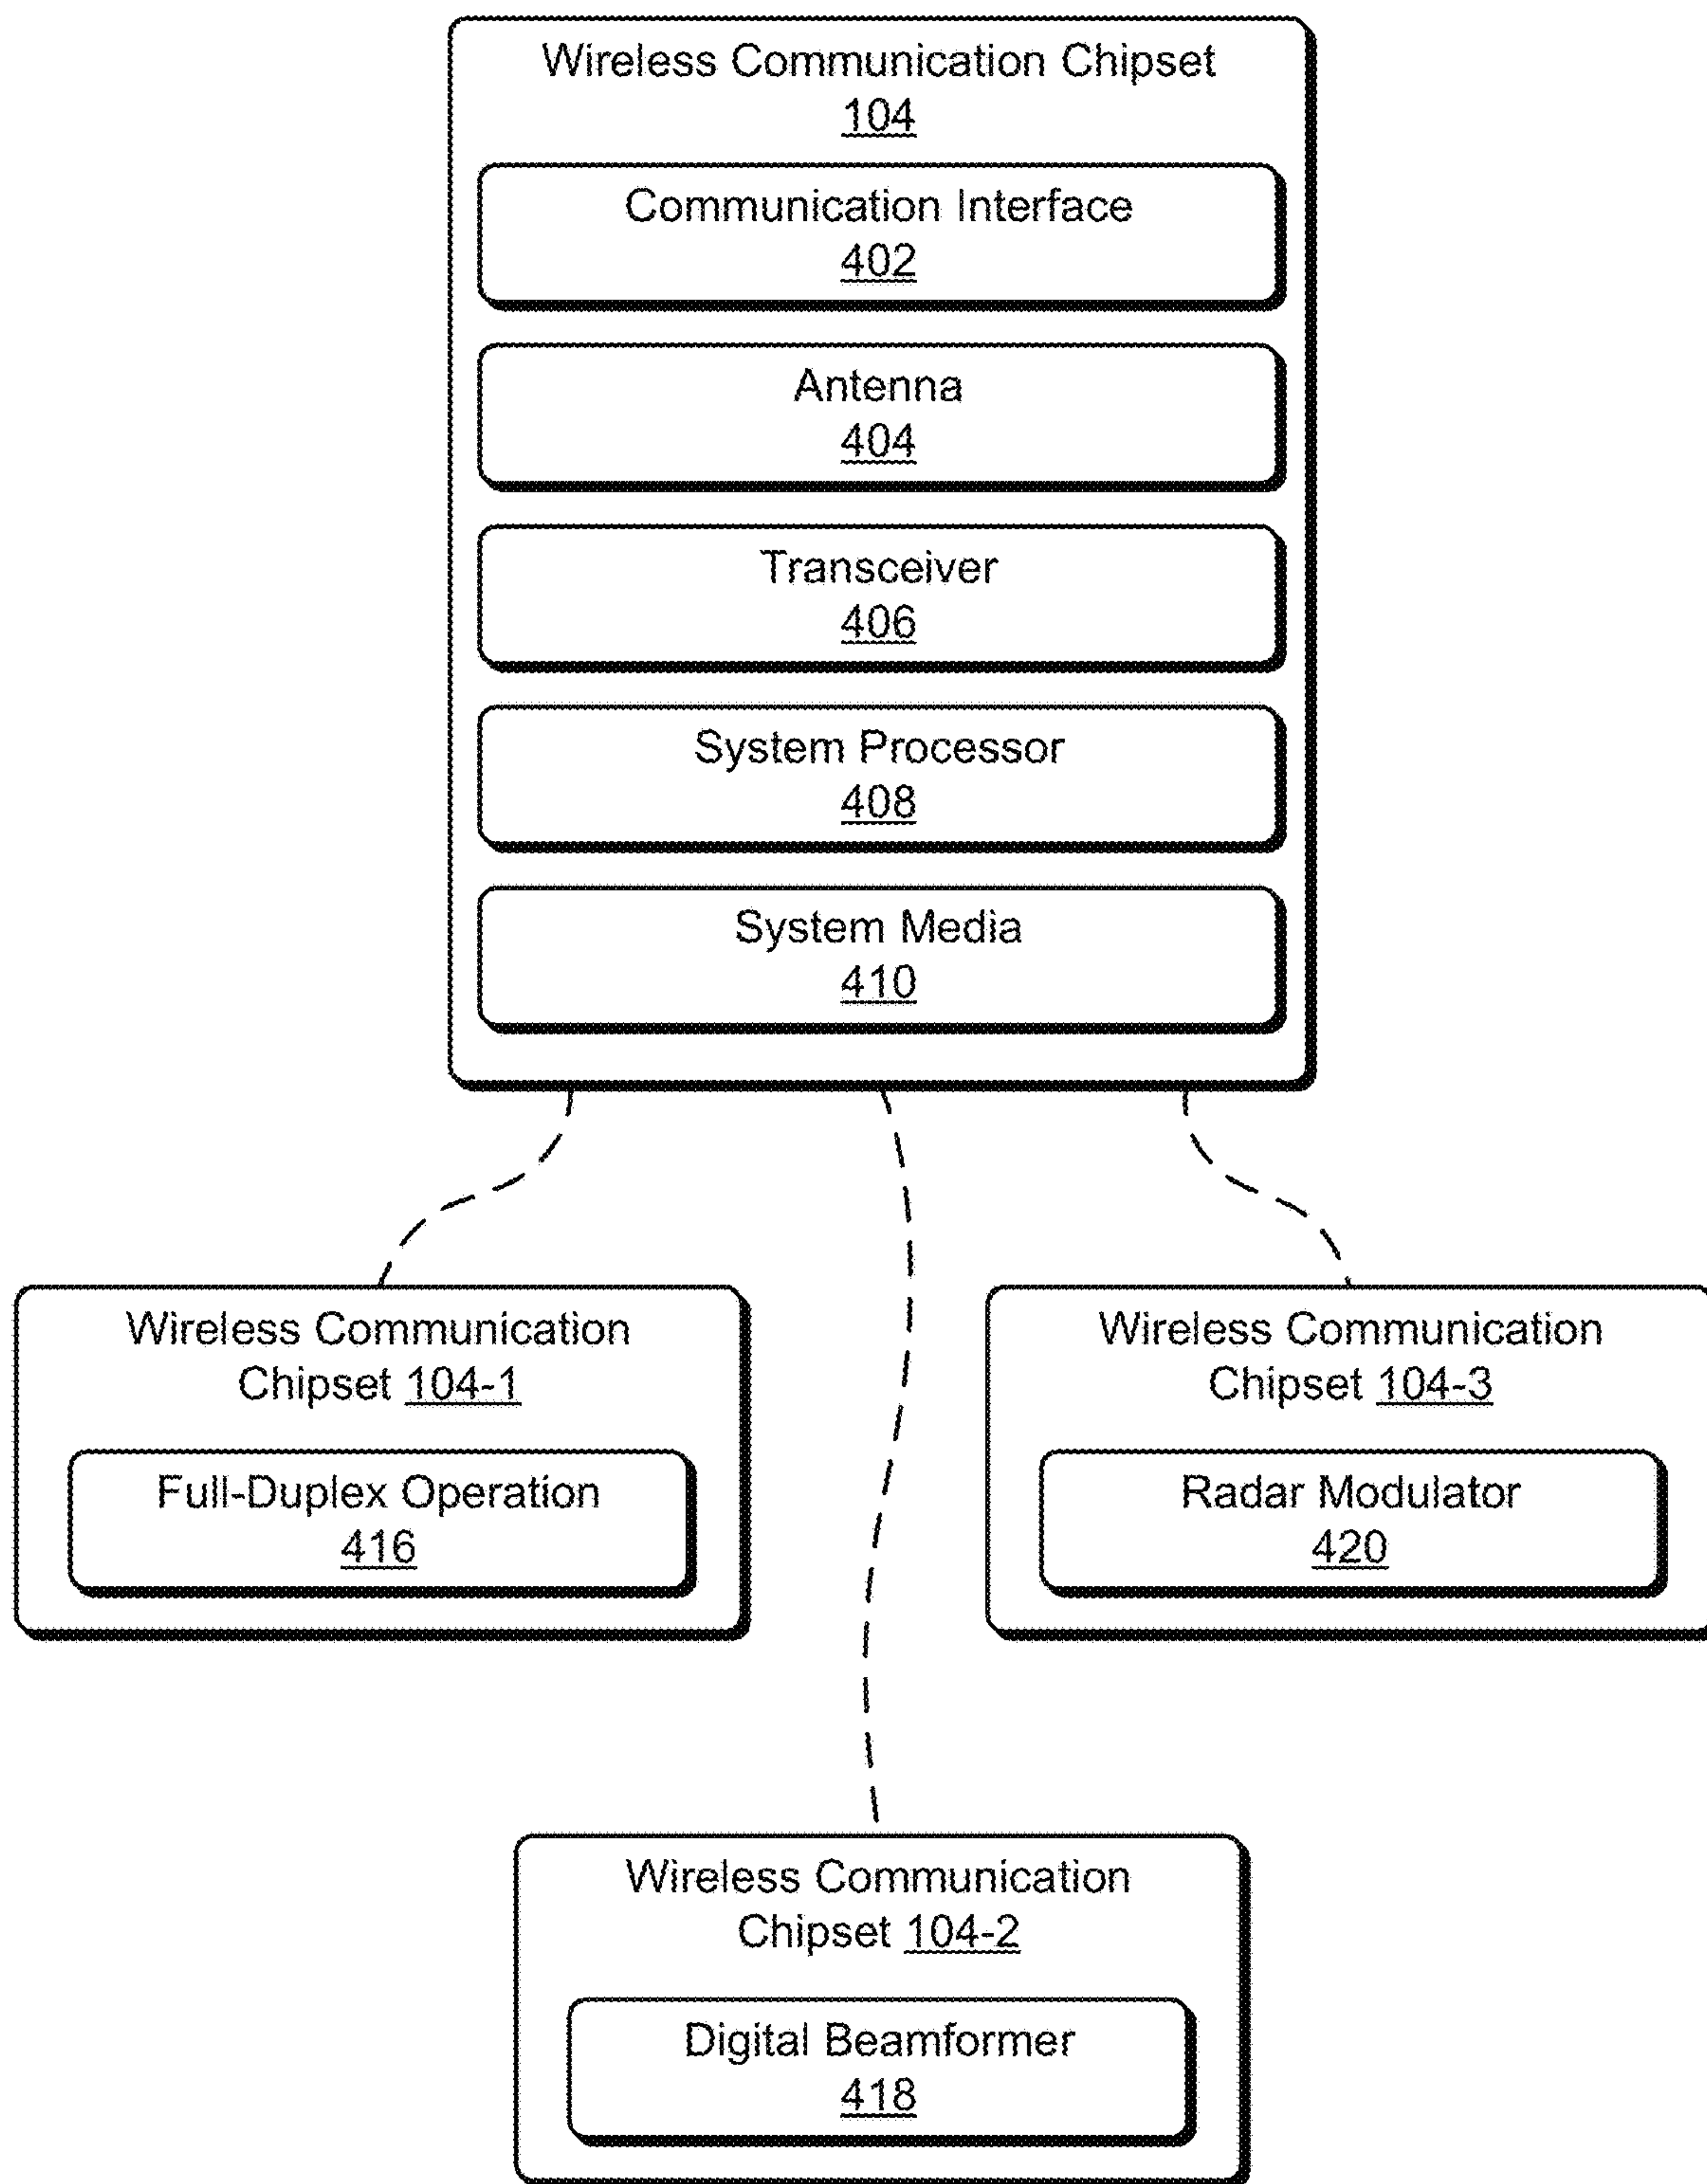 Wireless Communication Chipset
104
Communication Interface
402
Antenna
404
Transceiver
406
System Processor
408
System Media
410
Wireless Communication
Chipset 104-1
Full-Duplex Operation
416
Wireless Communication
Chipset 104-3
Radar Modulator
420
Wireless Communication
Chipset 104-2
Digital Beamformer
418